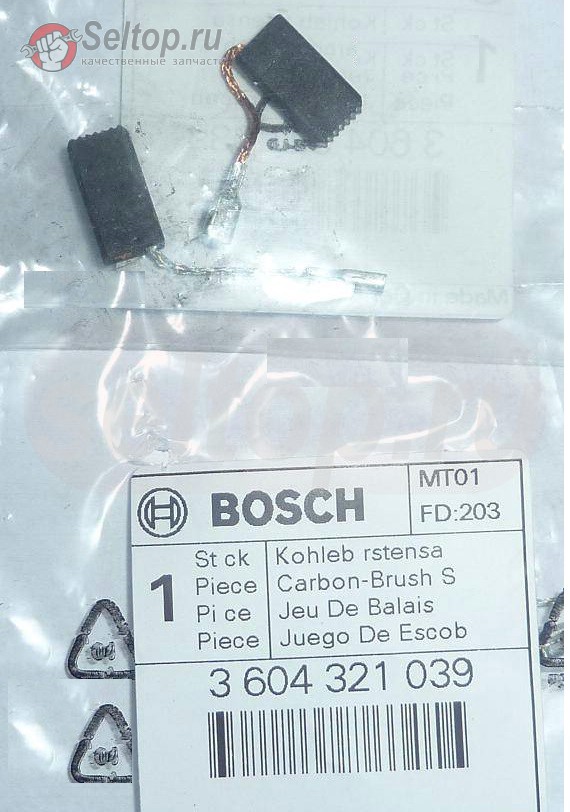 Seltop.ru
качественные запчасти
BOSCH
MT01
FD:203
1
St ck
Piece
Pi ce
Piece
Kohleb rstensa
Carbon-Brush S
Jeu De Balais
Juego De Escob
3 604 321 039